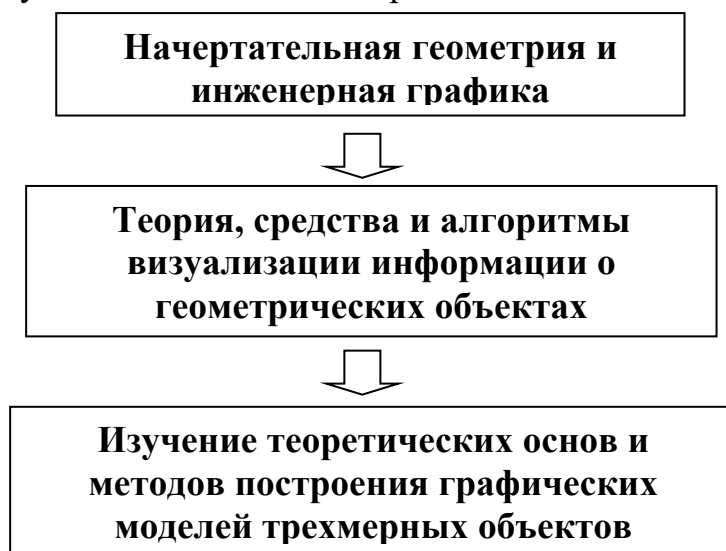 Начертательная геометрия и
инженерная графика
Теория, средства и алгоритмы
визуализации информации о
геометрических объектах
Изучение теоретических основ и
методов построения графических
моделей трехмерных объектов